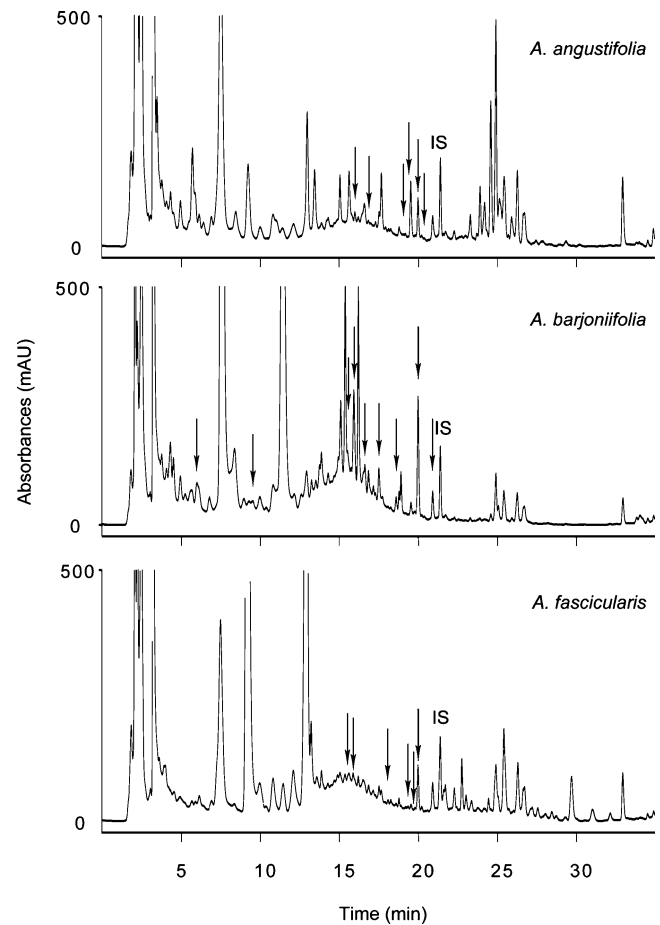 500
A. angustifolia
IS
0
500
A. barjoniifolia
IS
0
Absorbances (mAU)
500
A. fascicularis
IS
0
5 10 15 20 25 30
Time (min)